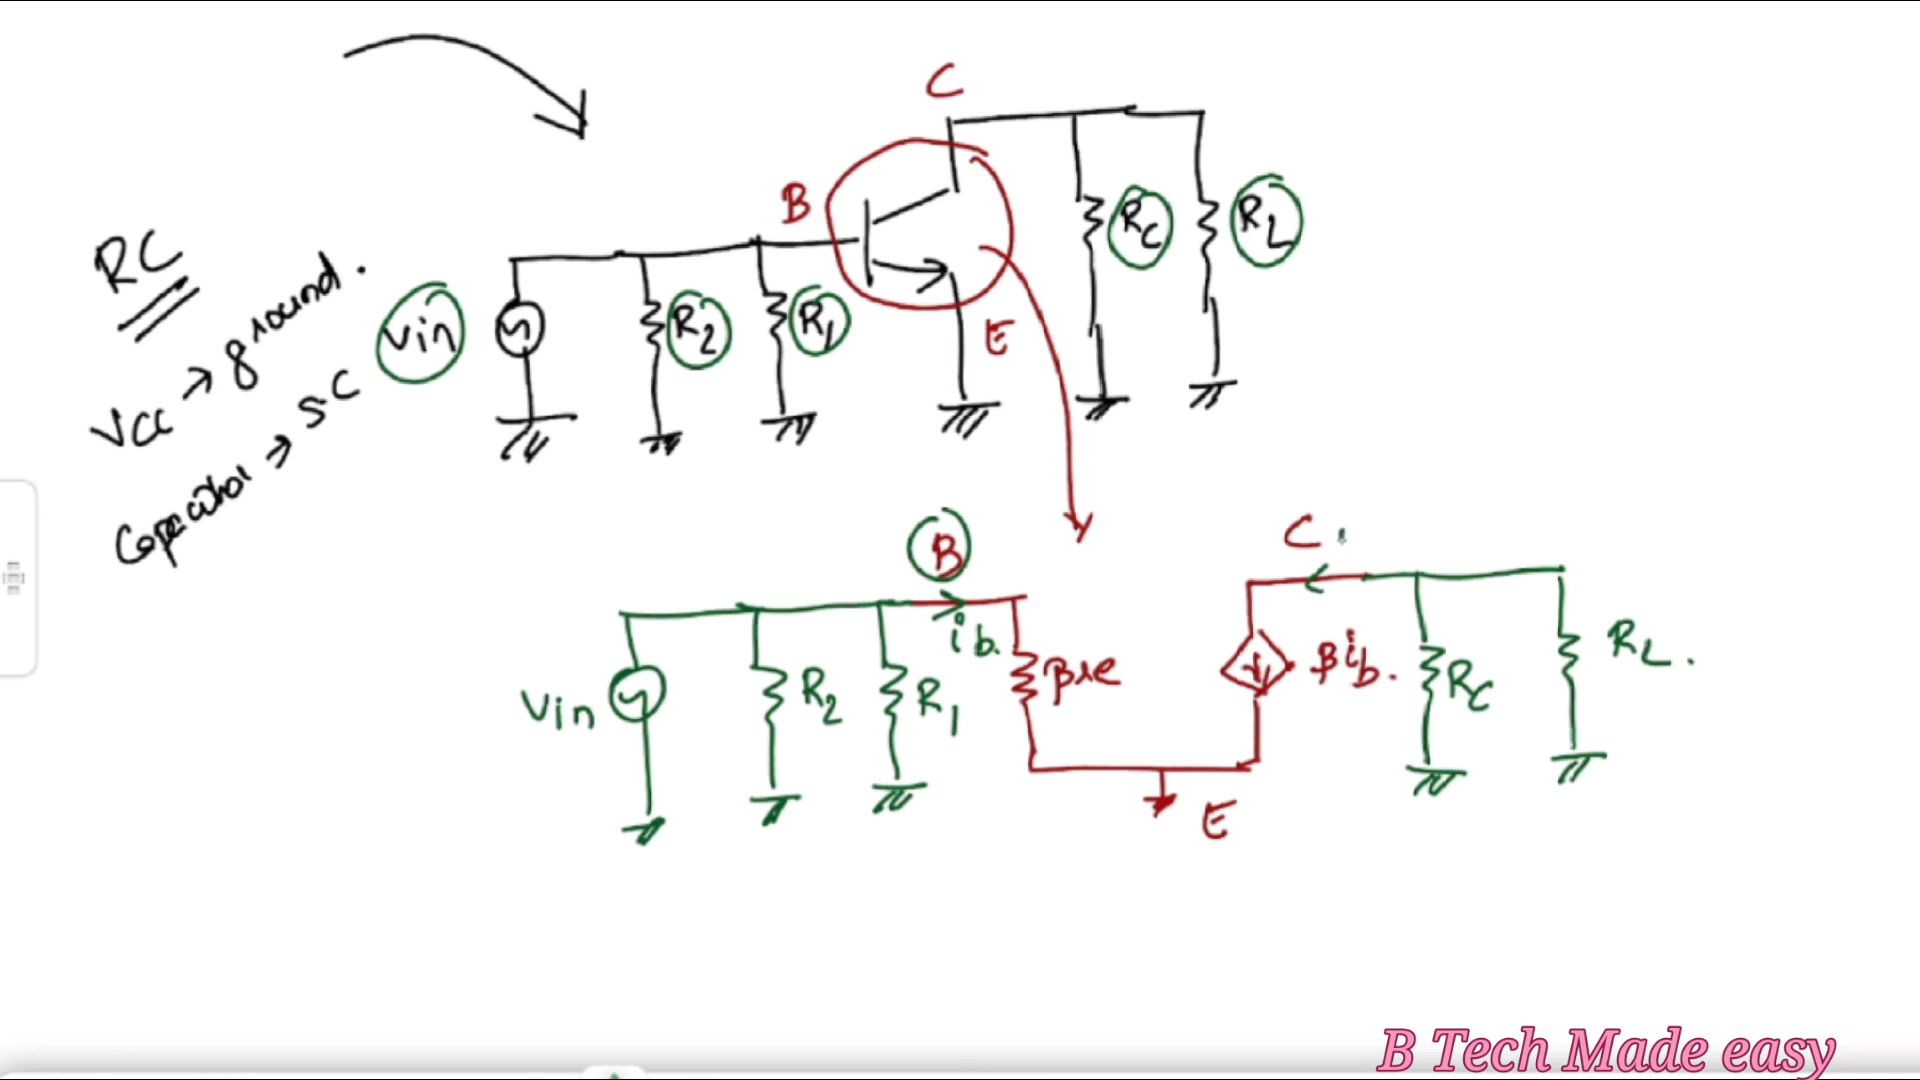 C
B
RC
RL
RC
Vin
R2
R1
E
VCC → ground.
Capacitor → SC
B
C
ib.
βre
βib.
RL.
Vin
R2
R1
RC
E
B Tech Made easy